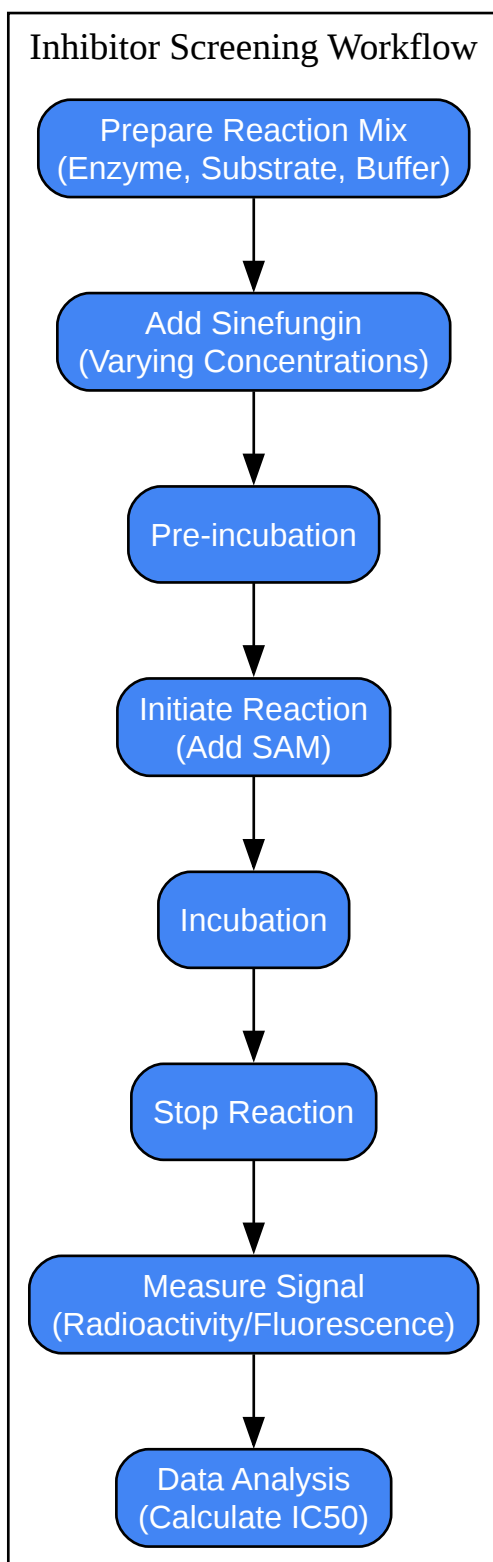 Inhibitor Screening Workflow
Prepare Reaction Mix
(Enzyme, Substrate, Buffer)
Add Sinefungin
(Varying Concentrations)
Pre-incubation
Initiate Reaction
(Add SAM)
Incubation
Stop Reaction
Measure Signal
(Radioactivity/Fluorescence)
Data Analysis
(Calculate IC50)